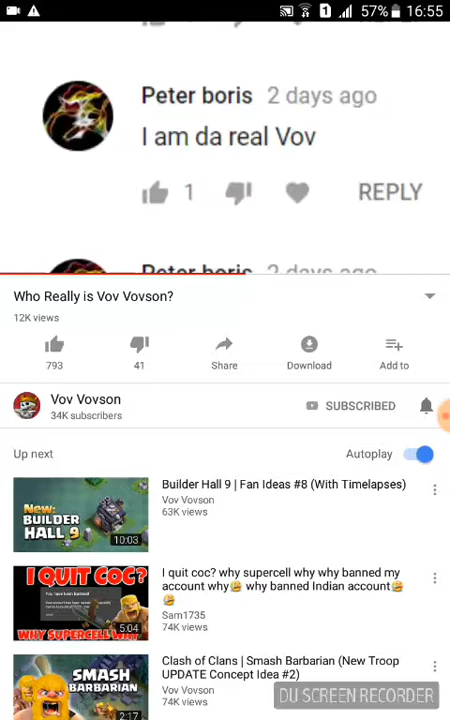 57% 16:55
Peter boris 2 days ago
I am da real Vov
1 REPLY
Peter boris 2 days ago
Who Really is Vov Vovson?
12K views
793 41 Share Download Add to
Vov Vovson
34K subscribers
SUBSCRIBED
Up next Autoplay
New:
BUILDER
HALL 9
10:03
Builder Hall 9 | Fan Ideas #8 (With Timelapses)
Vov Vovson
63K views
I QUIT COC?
WHY SUPERCELL WHY
5:04
I quit coc? why supercell why why banned my
account why😂 why banned Indian account😂
😂
Sam1735
74K views
SMASH
BARBARIAN
2:17
Clash of Clans | Smash Barbarian (New Troop
UPDATE Concept Idea #2)
Vov Vovson
74K views
DU SCREEN RECORDER